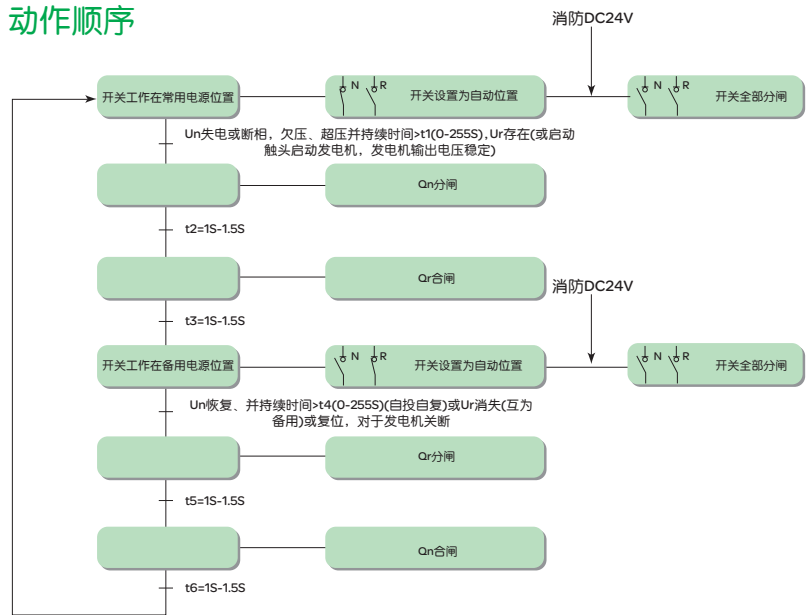 动作顺序
消防DC24V
开关工作在常用电源位置
N R 开关设置为自动位置
N R 开关全部分闸
Un失电或断相，欠压、超压并持续时间>t1(0-255S),Ur存在(或启动
触头启动发电机，发电机输出电压稳定)
Qn分闸
t2=1S-1.5S
Qr合闸
消防DC24V
t3=1S-1.5S
开关工作在备用电源位置
N R 开关设置为自动位置
N R 开关全部分闸
Un恢复、并持续时间>t4(0-255S)(自投自复)或Ur消失(互为
备用)或复位，对于发电机关断
Qr分闸
t5=1S-1.5S
Qn合闸
t6=1S-1.5S